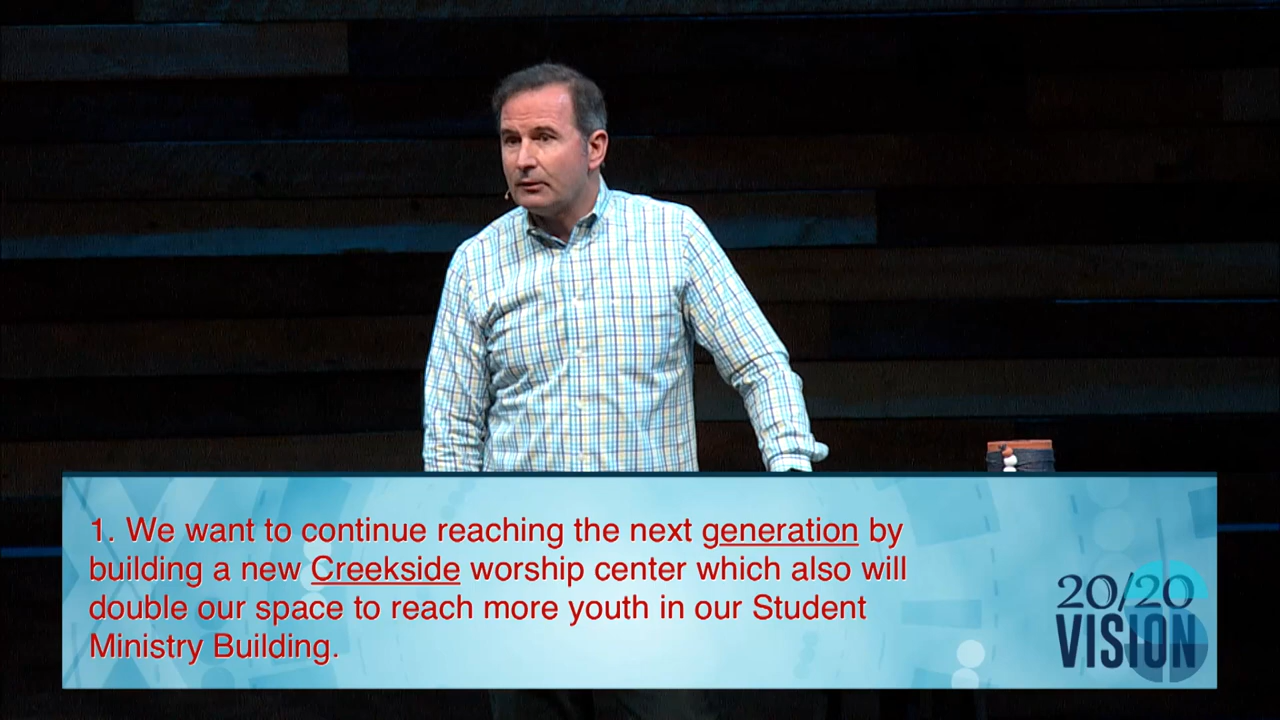 1. We want to continue reaching the next generation by
building a new Creekside worship center which also will
double our space to reach more youth in our Student
Ministry Building.
20/20
VISION